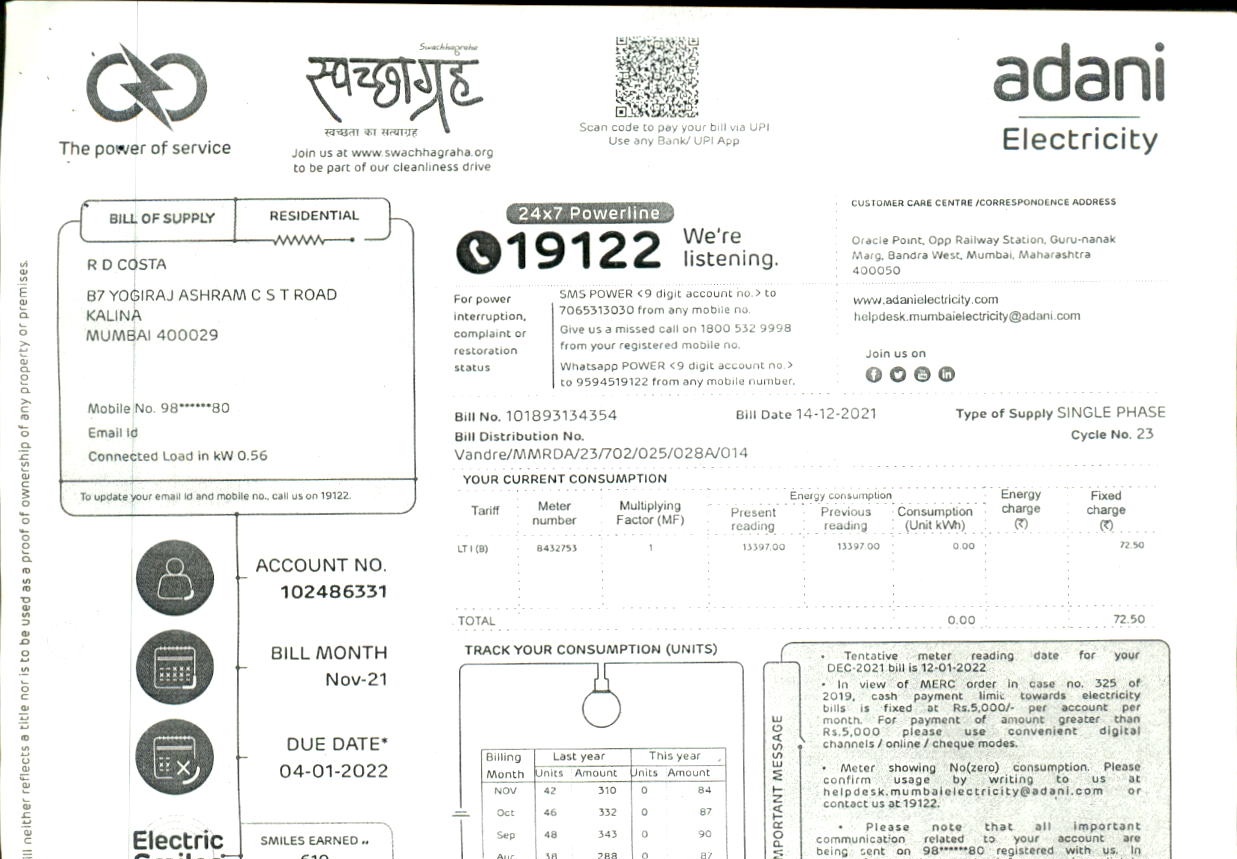 Swachhagraha
स्वच्छाग्रह
स्वच्छता का सत्याग्रह
Join us at www.swachhagraha.org
to be part of our cleanliness drive
The power of service
Scan code to pay your bill via UPI
Use any Bank/ UPI App
adani
Electricity
BILL OF SUPPLY RESIDENTIAL
R D COSTA
B7 YOGIRAJ ASHRAM C S T ROAD
KALINA
MUMBAI 400029
Mobile No. 98******80
Email Id
Connected Load in kW 0.56
To update your email id and mobile no., call us on 19122.
24x7 Powerline
19122 We're
listening.
For power
interruption,
complaint or
restoration
status
SMS POWER <9 digit account no.> to
7065313030 from any mobile no.
Give us a missed call on 1800 532 9998
from your registered mobile no.
Whatsapp POWER <9 digit account no.>
to 9594519122 from any mobile number.
CUSTOMER CARE CENTRE /CORRESPONDENCE ADDRESS
Oracle Point, Opp Railway Station, Guru-nanak
Marg, Bandra West, Mumbai, Maharashtra
400050
www.adanielectricity.com
helpdesk.mumbaielectricity@adani.com
Join us on
Bill No. 101893134354 Bill Date 14-12-2021 Type of Supply SINGLE PHASE
Bill Distribution No. Cycle No. 23
Vandre/MMRDA/23/702/025/028A/014
YOUR CURRENT CONSUMPTION
Tariff Meter number Multiplying Factor (MF) Energy consumption Present reading Previous reading Consumption (Unit kWh) Energy charge (₹) Fixed charge (₹)
LT I (B) 8432753 1 13397.00 13397.00 0.00 72.50
TOTAL 0.00 72.50
ACCOUNT NO.
102486331
BILL MONTH
Nov-21
DUE DATE*
04-01-2022
Electric
SMILES EARNED
TRACK YOUR CONSUMPTION (UNITS)
Billing Last year This year
Month Units Amount Units Amount
NOV 42 310 0 84
Oct 46 332 0 87
Sep 48 343 0 90
Aug 38 288 0 87
IMPORTANT MESSAGE
• Tentative meter reading date for your
DEC-2021 bill is 12-01-2022
• In view of MERC order in case no. 325 of
2019, cash payment limit towards electricity
bills is fixed at Rs.5,000/- per account per
month. For payment of amount greater than
Rs.5,000 please use convenient digital
channels / online / cheque modes.
• Meter showing No(zero) consumption. Please
confirm usage by writing to us at
helpdesk.mumbaielectricity@adani.com or
contact us at 19122.
• Please note that all important
communication related to your account are
being sent on 98******80 registered with us. In
ill neither reflects a title nor is to be used as a proof of ownership of any property or premises.